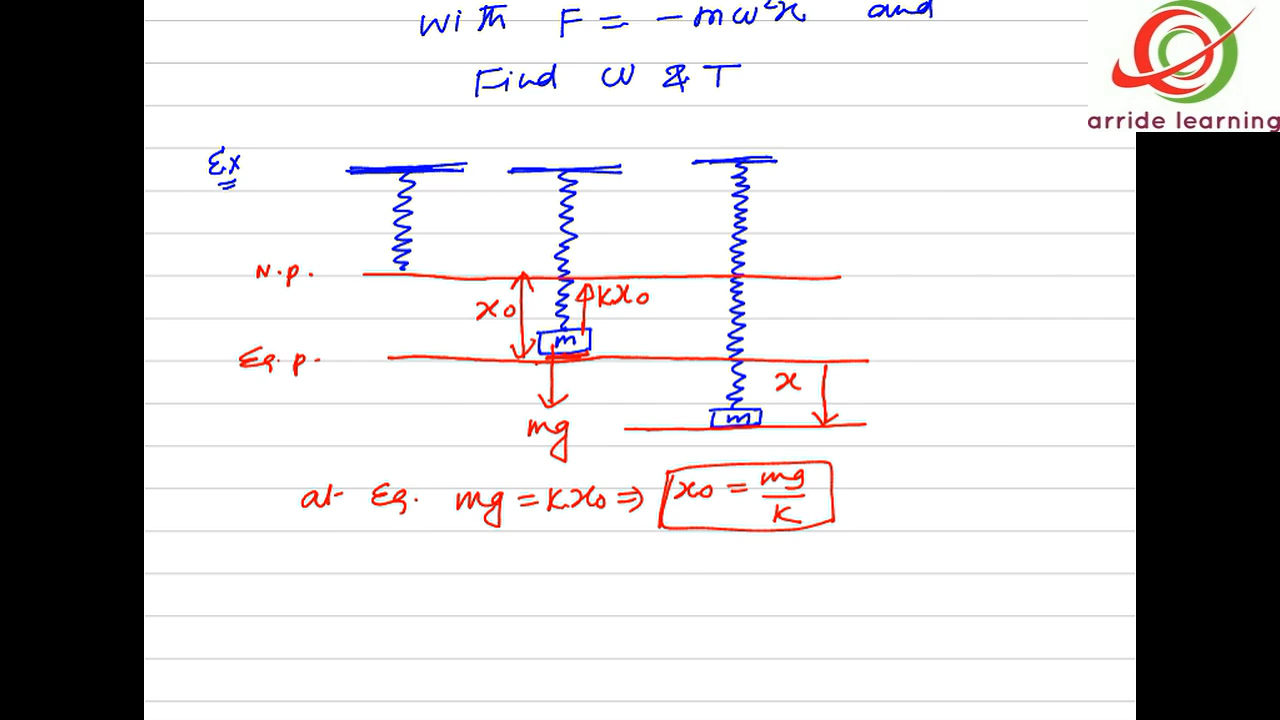 with F = -mω²x and
Find ω & T
arride learning
Ex
N.p.
x₀
kx₀
m
Eq. p.
x
m
mg
at Eq. mg = kx₀ ⇒ x₀ = mg/k